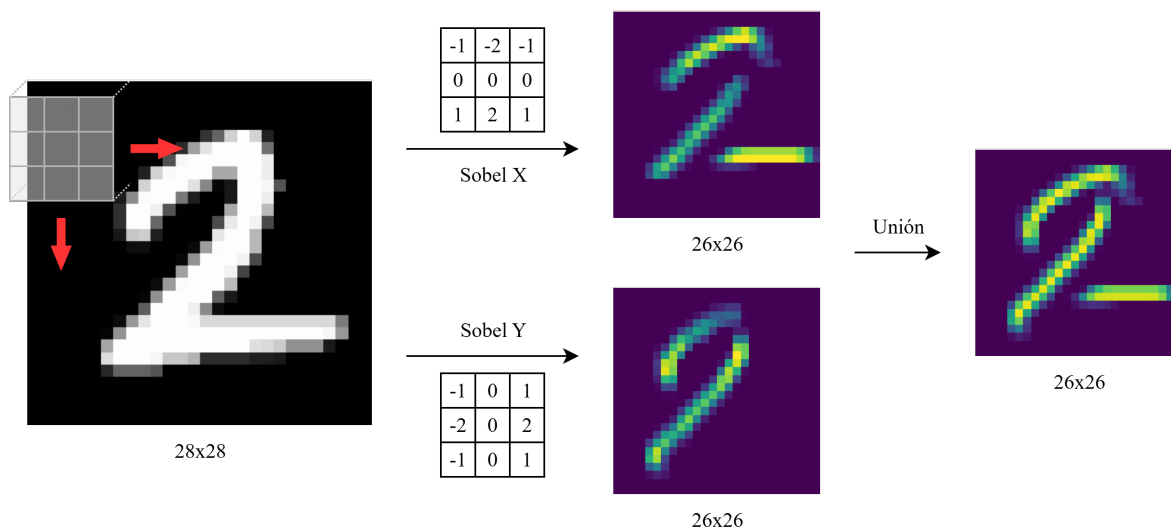 -1 -2 -1
0 0 0
1 2 1
Sobel X
26x26
28x28
Sobel Y
-1 0 1
-2 0 2
-1 0 1
26x26
Unión
26x26